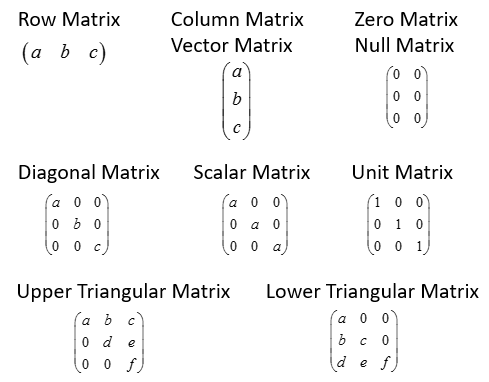 Row Matrix
(a b c)
Column Matrix
Vector Matrix
a
b
c
Zero Matrix
Null Matrix
0 0
0 0
0 0
Diagonal Matrix
a 0 0
0 b 0
0 0 c
Scalar Matrix
a 0 0
0 a 0
0 0 a
Unit Matrix
1 0 0
0 1 0
0 0 1
Upper Triangular Matrix
a b c
0 d e
0 0 f
Lower Triangular Matrix
a 0 0
b c 0
d e f